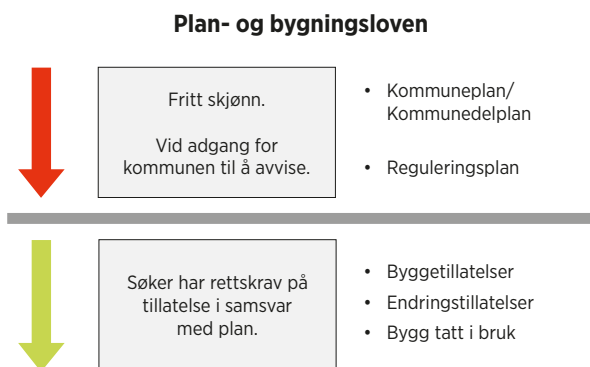 Plan- og bygningsloven
Fritt skjønn.
Vid adgang for
kommunen til å avvise.
• Kommuneplan/
Kommunedelplan
• Reguleringsplan
Søker har rettskrav på
tillatelse i samsvar
med plan.
• Byggetillatelser
• Endringstillatelser
• Bygg tatt i bruk